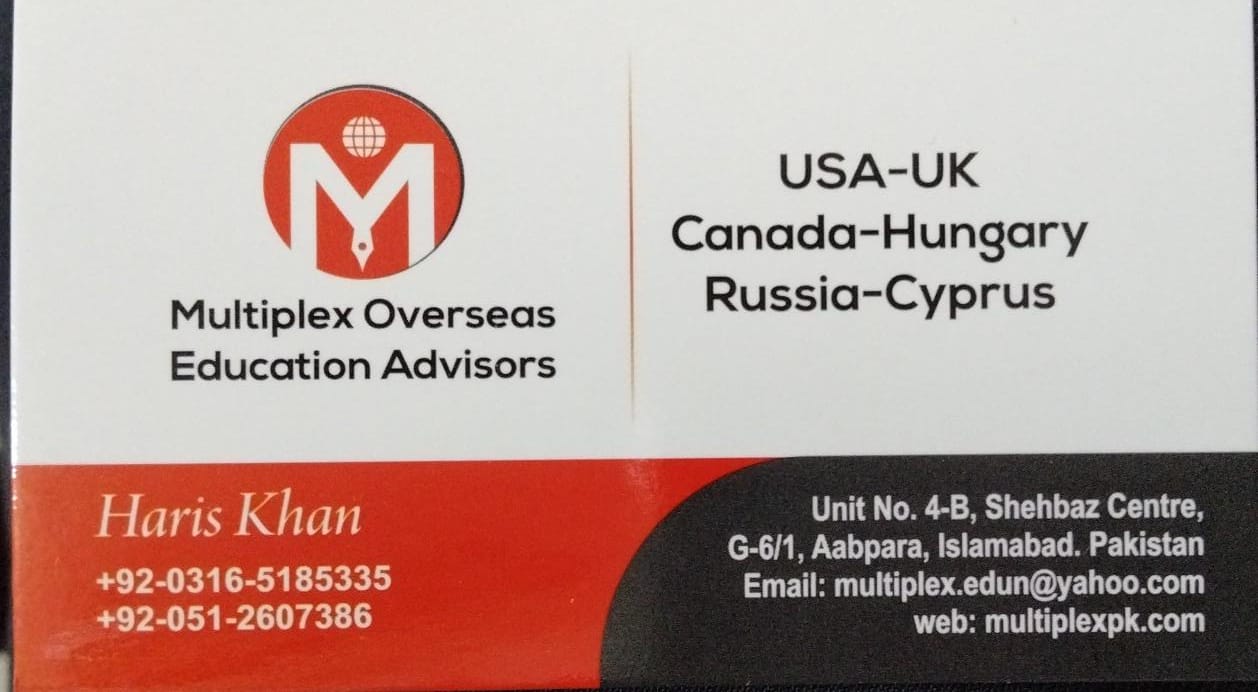 M
Multiplex Overseas
Education Advisors
USA-UK
Canada-Hungary
Russia-Cyprus
Haris Khan
+92-0316-5185335
+92-051-2607386
Unit No. 4-B, Shehbaz Centre,
G-6/1, Aabpara, Islamabad. Pakistan
Email: multiplex.edun@yahoo.com
web: multiplexpk.com